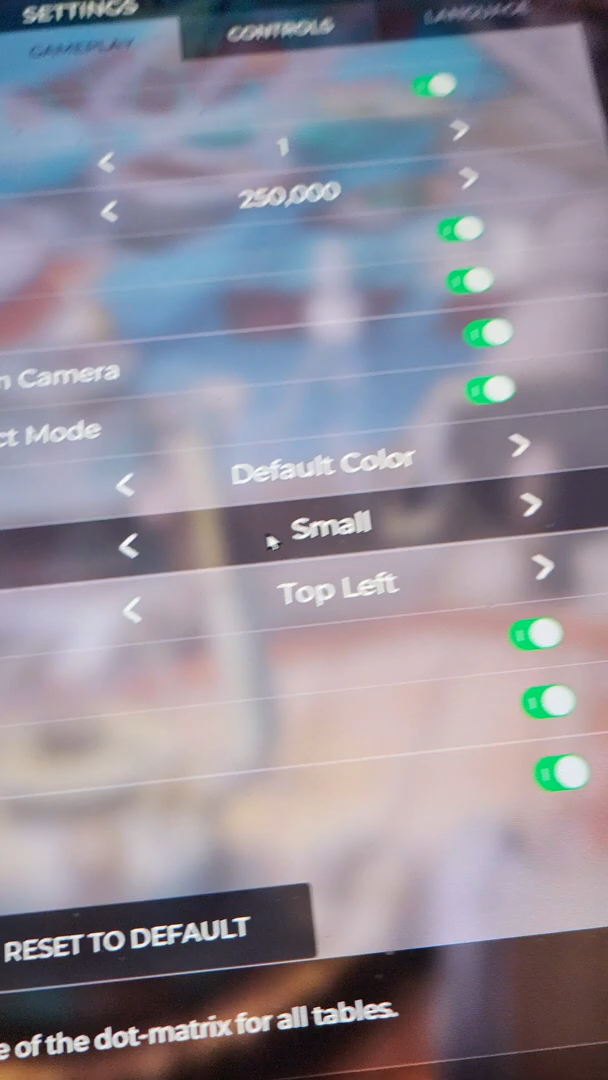 SETTINGS
GAMEPLAY CONTROLS LANGUAGE
1
250,000
n Camera
ct Mode
Default Color
Small
Top Left
RESET TO DEFAULT
e of the dot-matrix for all tables.